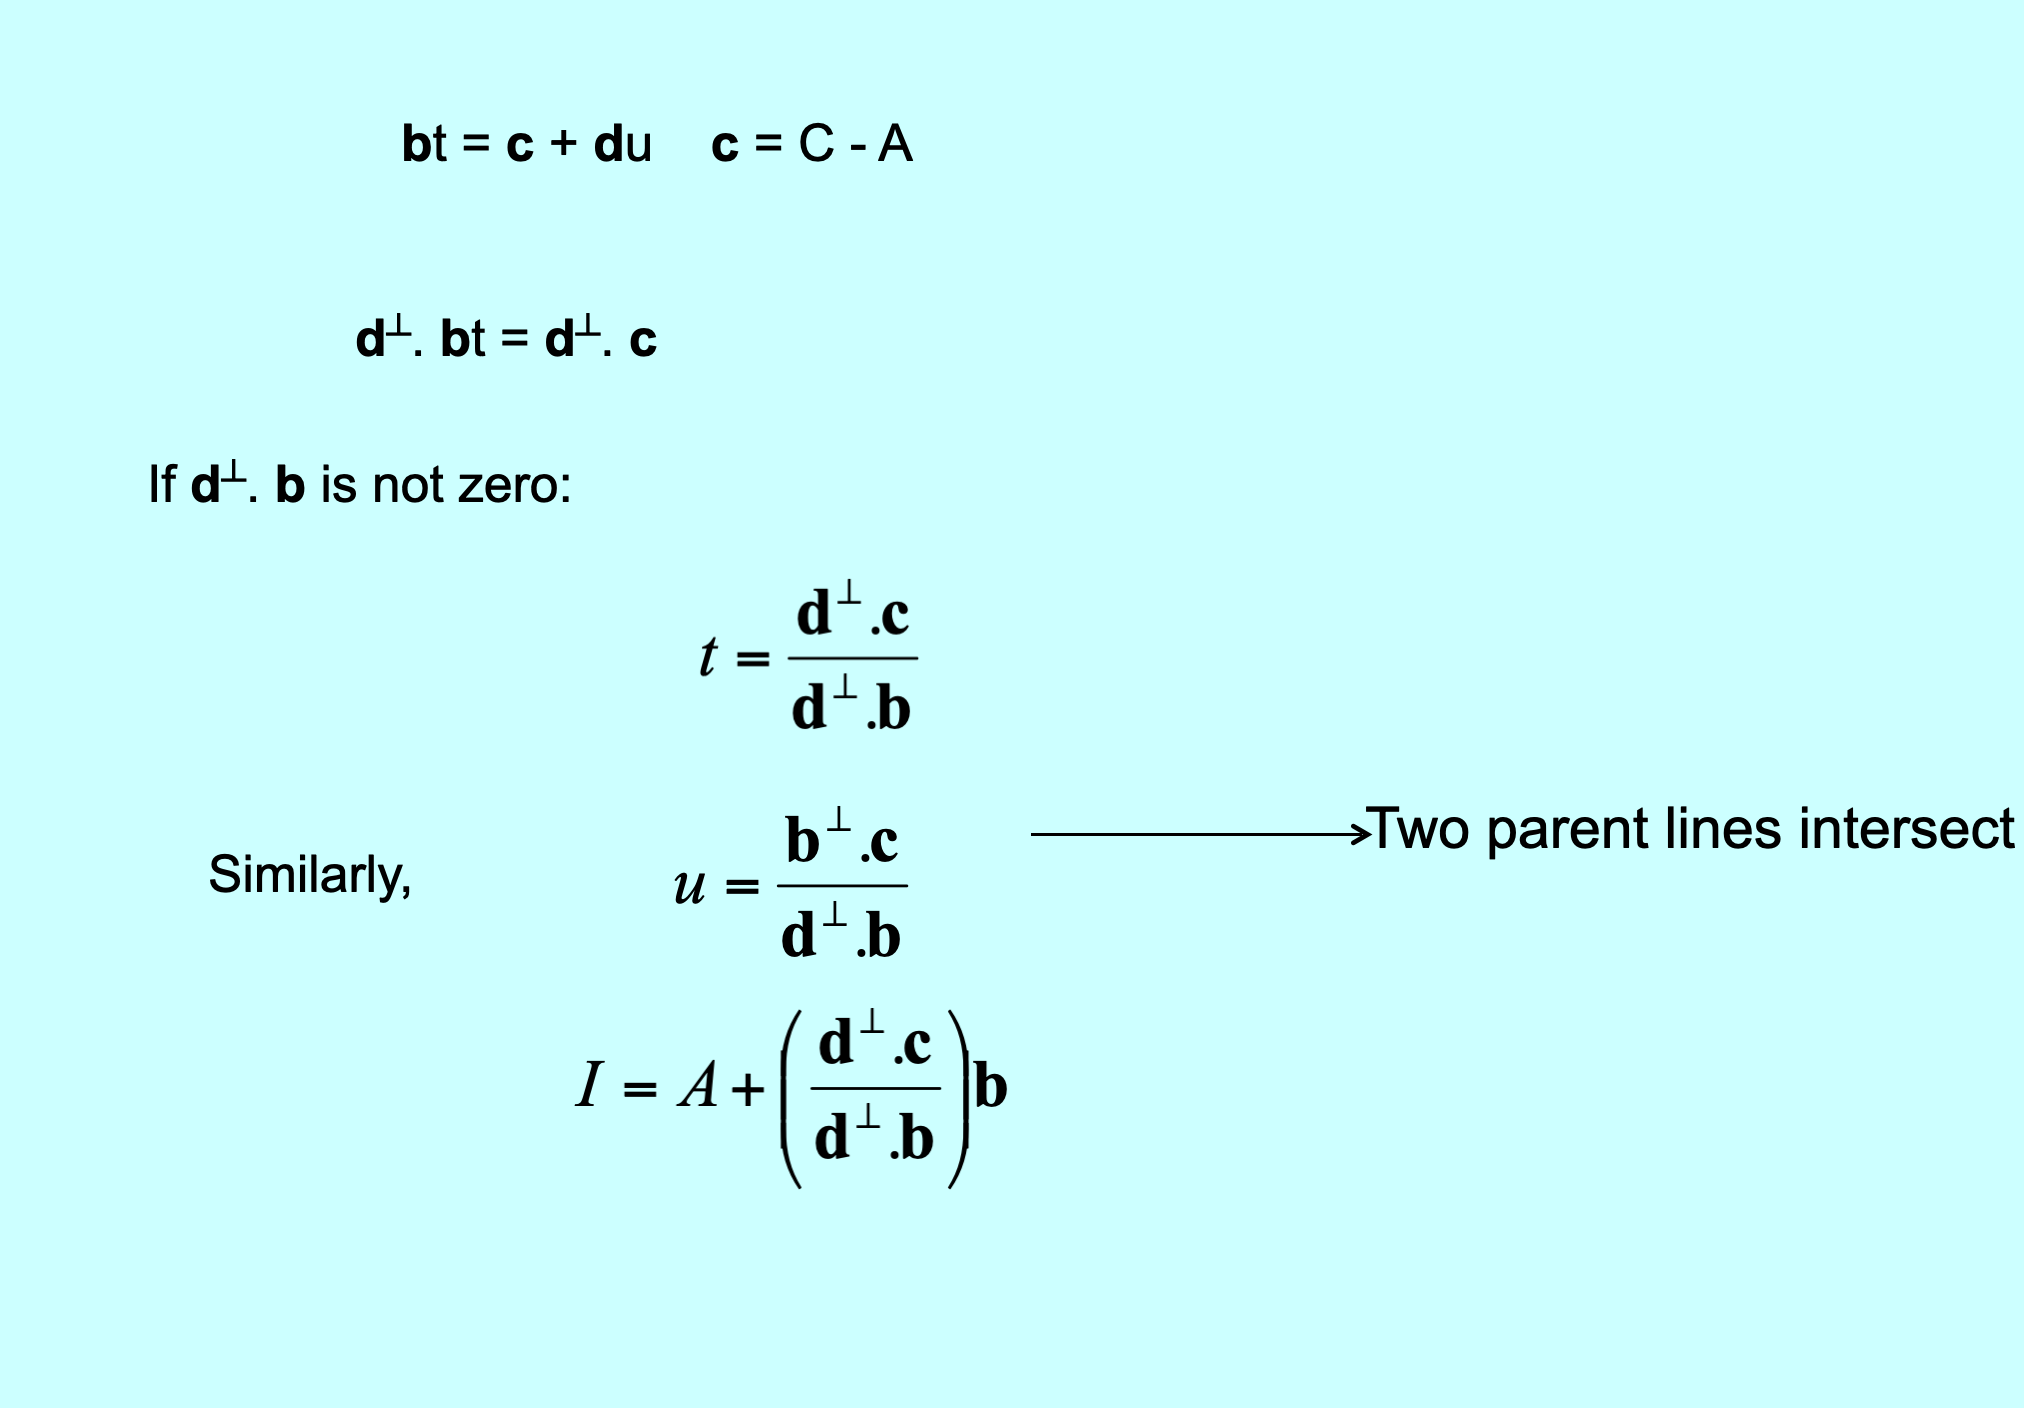 bt = c + du c = C - A
d⊥. bt = d⊥. c
If d⊥. b is not zero:
t = d⊥.c / d⊥.b
Similarly, u = b⊥.c / d⊥.b → Two parent lines intersect
I = A + (d⊥.c / d⊥.b) b